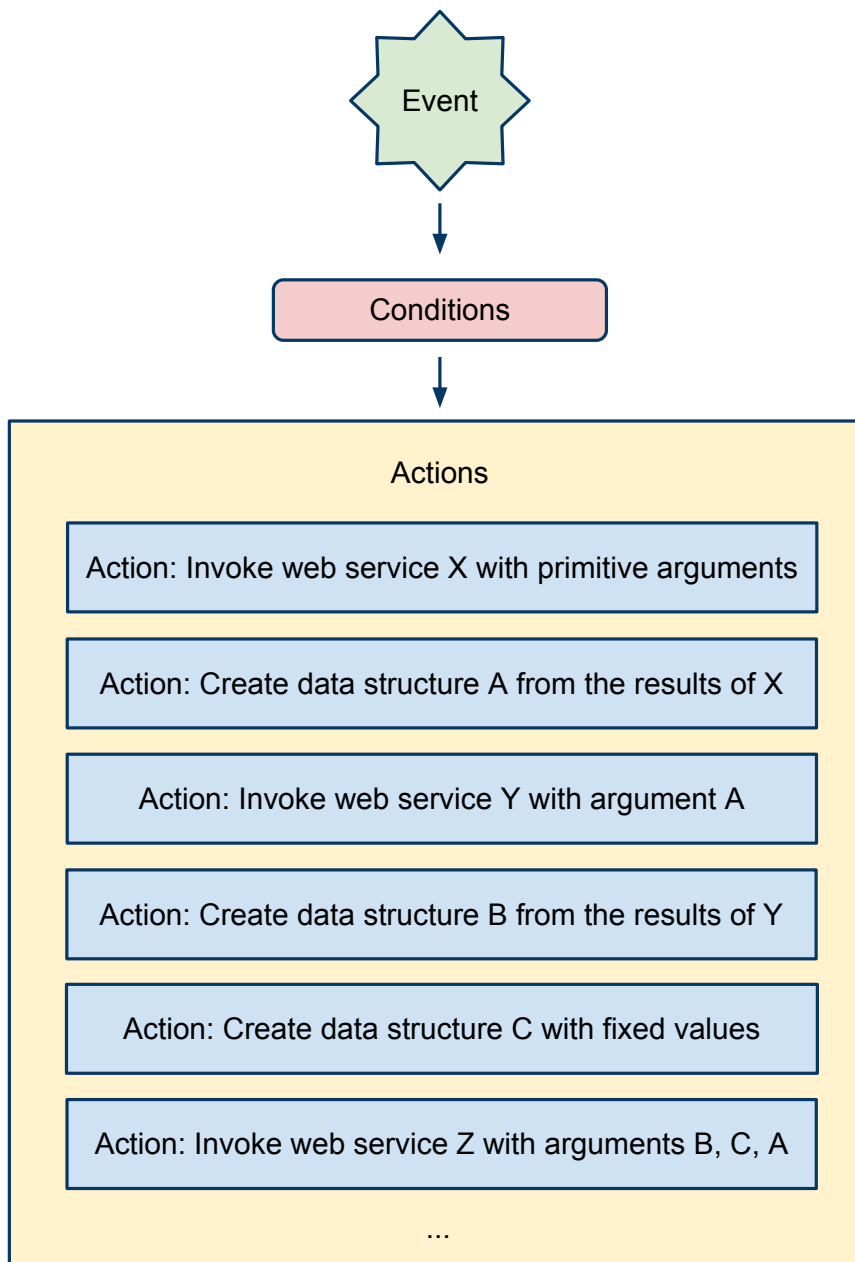 Event
Conditions
Actions
Action: Invoke web service X with primitive arguments
Action: Create data structure A from the results of X
Action: Invoke web service Y with argument A
Action: Create data structure B from the results of Y
Action: Create data structure C with fixed values
Action: Invoke web service Z with arguments B, C, A
...